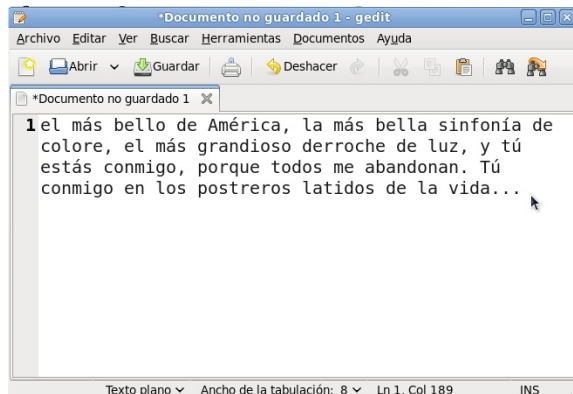 *Documento no guardado 1 - gedit
Archivo Editar Ver Buscar Herramientas Documentos Ayuda
Abrir Guardar Deshacer
*Documento no guardado 1
1 el más bello de América, la más bella sinfonía de
colore, el más grandioso derroche de luz, y tú
estás conmigo, porque todos me abandonan. Tú
conmigo en los postreros latidos de la vida...
Texto plano Ancho de la tabulación: 8 Ln 1, Col 189 INS